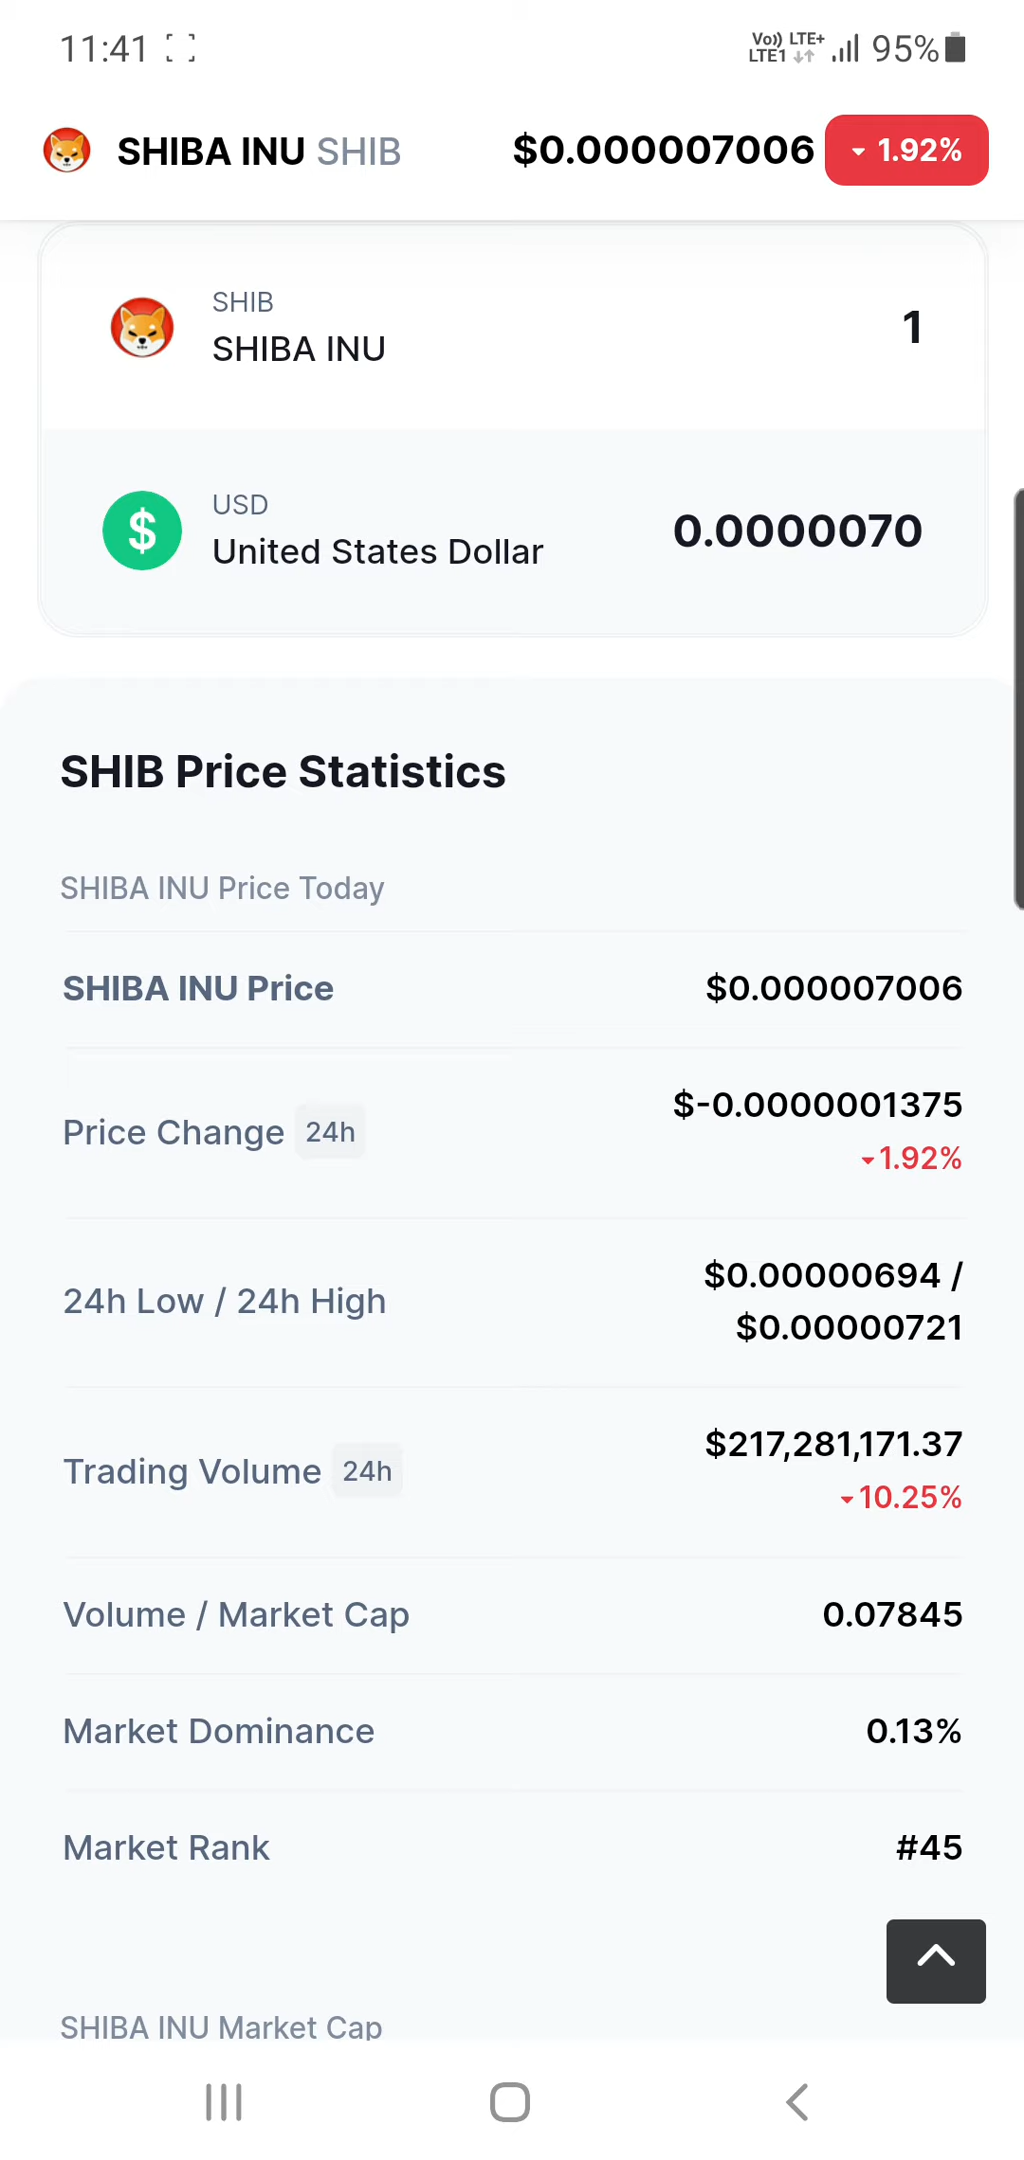 11:41 Vo)) LTE+ 95%
LTE1
SHIBA INU SHIB $0.000007006 1.92%
SHIB
SHIBA INU 1
USD
United States Dollar 0.0000070
$
SHIB Price Statistics
SHIBA INU Price Today
SHIBA INU Price $0.000007006
Price Change 24h $-0.0000001375
1.92%
24h Low / 24h High $0.00000694 /
$0.00000721
Trading Volume 24h $217,281,171.37
10.25%
Volume / Market Cap 0.07845
Market Dominance 0.13%
Market Rank #45
SHIBA INU Market Cap